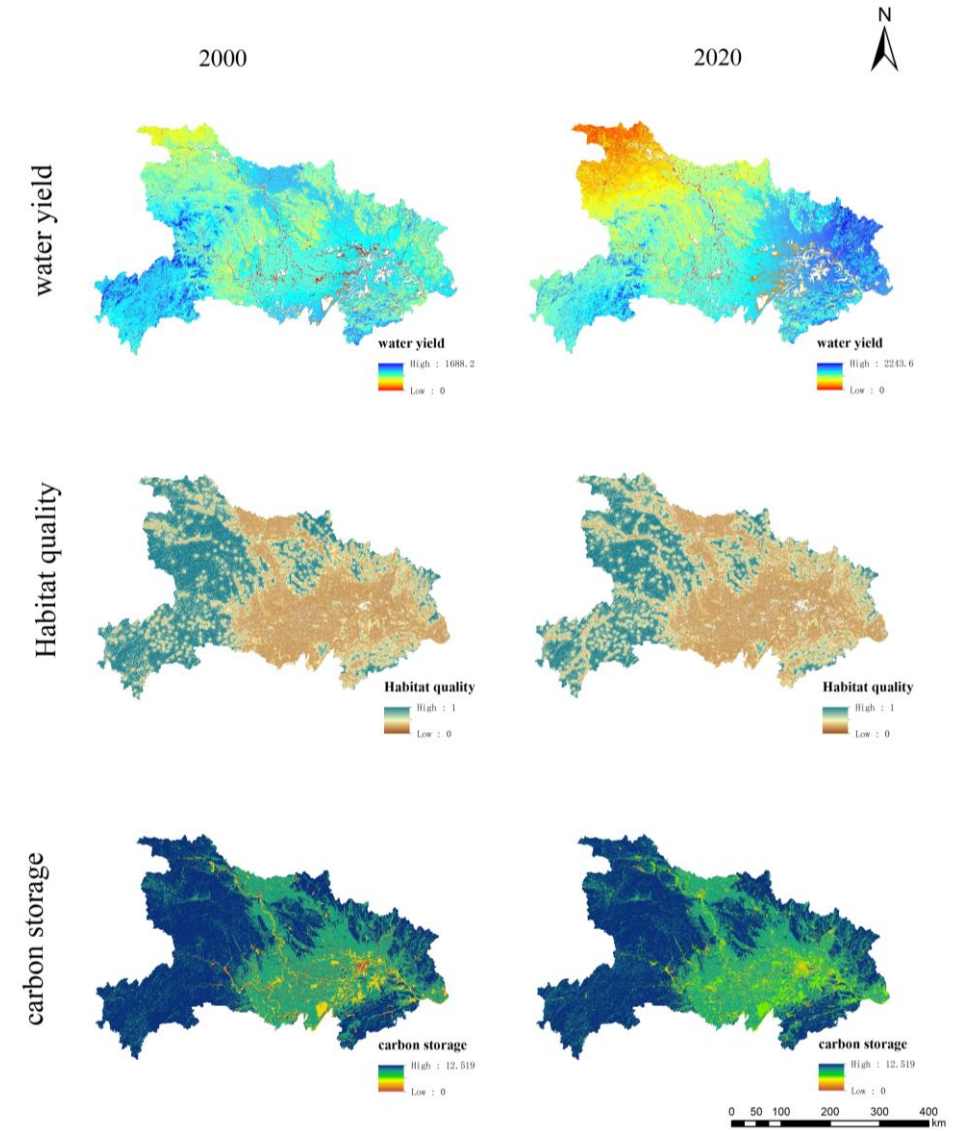 N
2000
2020
water yield
water yield
High : 1688.2
Low : 0
water yield
High : 2243.6
Low : 0
Habitat quality
Habitat quality
High : 1
Low : 0
Habitat quality
High : 1
Low : 0
carbon storage
carbon storage
High : 12.519
Low : 0
carbon storage
High : 12.519
Low : 0
0 50 100 200 300 400
km